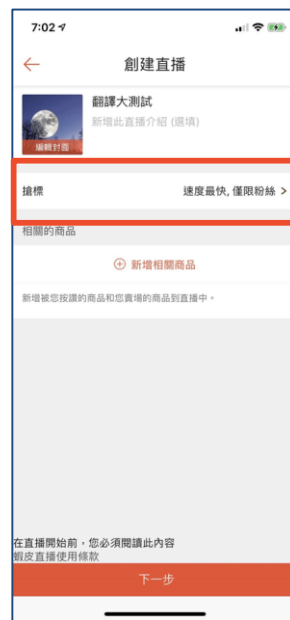 7:02
創建直播
翻譯大測試
新增此直播介紹 (選填)
編輯封面
搶標 速度最快, 僅限粉絲 >
相關的商品
新增相關商品
新增被您按讚的商品和您賣場的商品到直播中。
在直播開始前，您必須閱讀此內容
蝦皮直播使用條款
下一步